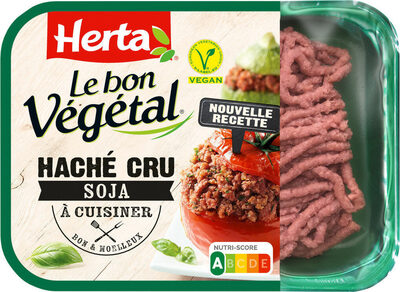 Herta
Le bon
Végétal
HACHÉ CRU
SOJA
À CUISINER
BON & MOELLEUX
VEGAN
NOUVELLE
RECETTE
NUTRI-SCORE
A B C D E